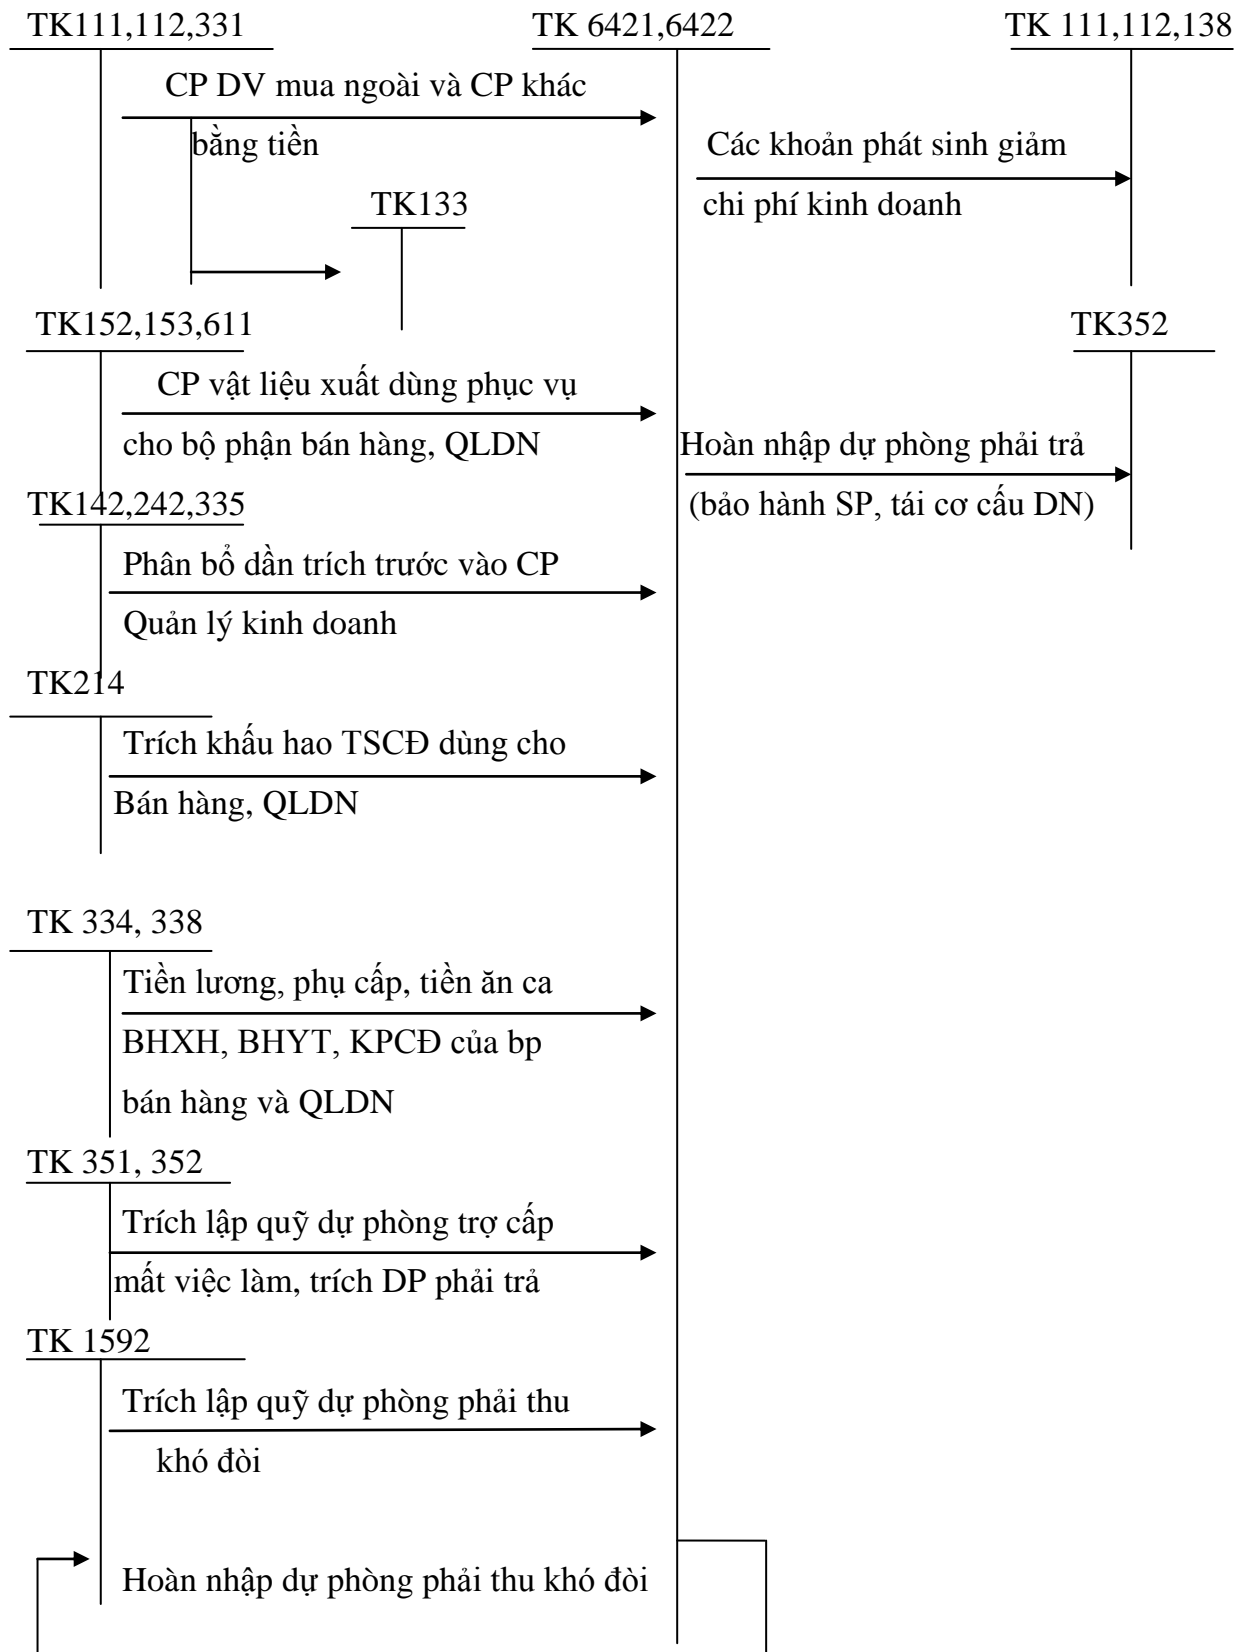 TK111,112,331
TK 6421,6422
TK 111,112,138
CP DV mua ngoài và CP khác
bằng tiền
Các khoản phát sinh giảm
chi phí kinh doanh
TK133
TK152,153,611
TK352
CP vật liệu xuất dùng phục vụ
cho bộ phận bán hàng, QLDN
Hoàn nhập dự phòng phải trả
(bảo hành SP, tái cơ cấu DN)
TK142,242,335
Phân bổ dần trích trước vào CP
Quản lý kinh doanh
TK214
Trích khấu hao TSCĐ dùng cho
Bán hàng, QLDN
TK 334, 338
Tiền lương, phụ cấp, tiền ăn ca
BHXH, BHYT, KPCĐ của bp
bán hàng và QLDN
TK 351, 352
Trích lập quỹ dự phòng trợ cấp
mất việc làm, trích DP phải trả
TK 1592
Trích lập quỹ dự phòng phải thu
khó đòi
Hoàn nhập dự phòng phải thu khó đòi